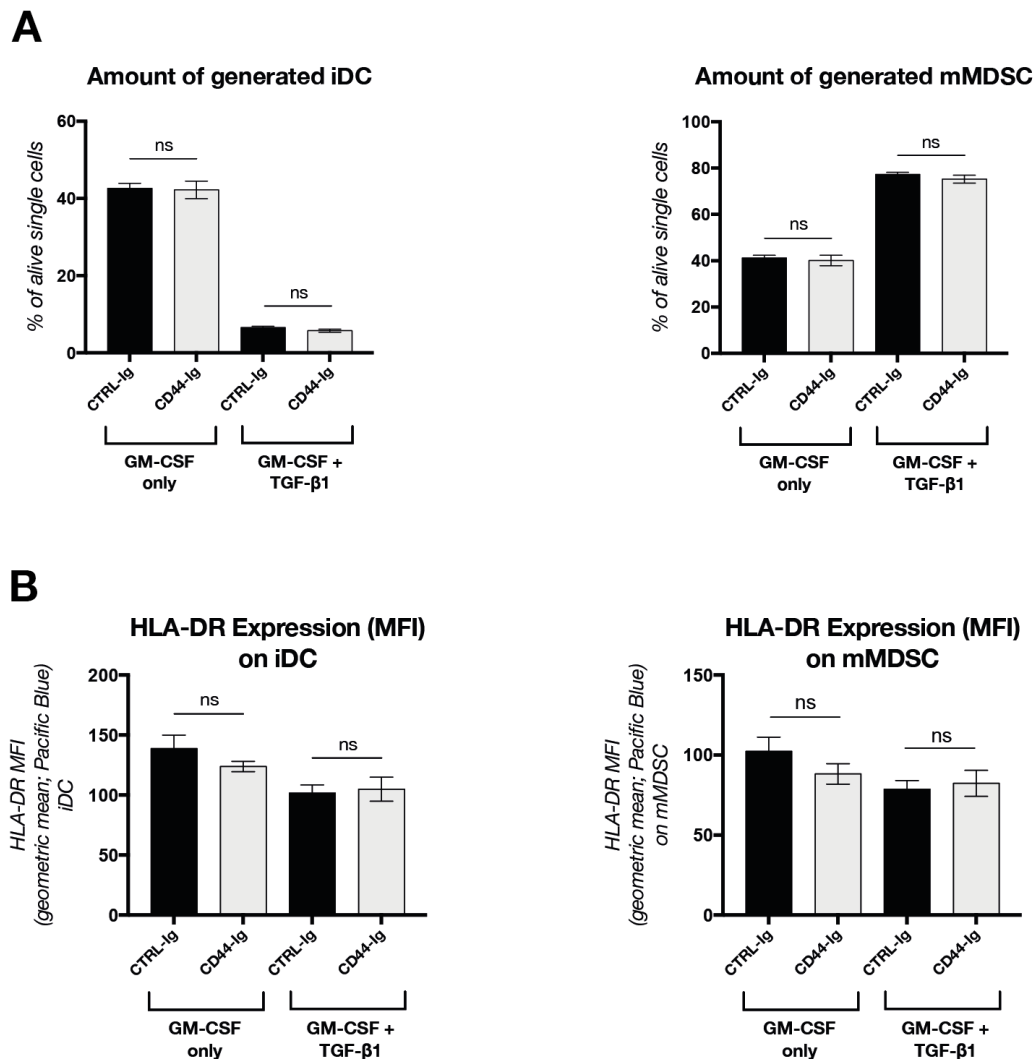 A
Amount of generated iDC
% of alive single cells
60
40
20
0
ns
ns
CTRL-Ig
CD44-Ig
CTRL-Ig
CD44-Ig
GM-CSF
only
GM-CSF +
TGF-β1
Amount of generated mMDSC
% of alive single cells
100
80
60
40
20
0
ns
ns
CTRL-Ig
CD44-Ig
CTRL-Ig
CD44-Ig
GM-CSF
only
GM-CSF +
TGF-β1
B
HLA-DR Expression (MFI)
on iDC
HLA-DR MFI
(geometric mean; Pacific Blue)
iDC
200
150
100
50
0
ns
ns
CTRL-Ig
CD44-Ig
CTRL-Ig
CD44-Ig
GM-CSF
only
GM-CSF +
TGF-β1
HLA-DR Expression (MFI)
on mMDSC
HLA-DR MFI
(geometric mean; Pacific Blue)
on mMDSC
150
100
50
0
ns
ns
CTRL-Ig
CD44-Ig
CTRL-Ig
CD44-Ig
GM-CSF
only
GM-CSF +
TGF-β1